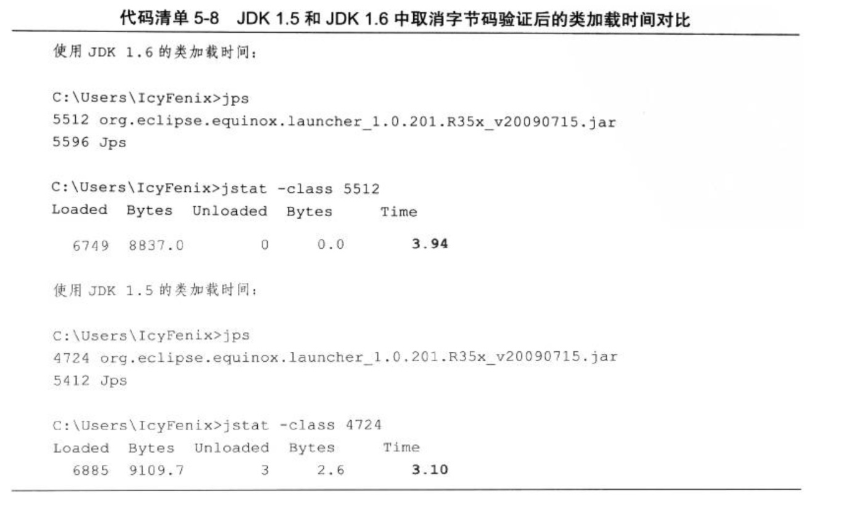 代码清单 5-8 JDK 1.5 和 JDK 1.6 中取消字节码验证后的类加载时间对比
使用 JDK 1.6 的类加载时间：
C:\Users\IcyFenix>jps
5512 org.eclipse.equinox.launcher_1.0.201.R35x_v20090715.jar
5596 Jps
C:\Users\IcyFenix>jstat -class 5512
Loaded Bytes Unloaded Bytes Time
6749 8837.0 0 0.0 3.94
使用 JDK 1.5 的类加载时间：
C:\Users\IcyFenix>jps
4724 org.eclipse.equinox.launcher_1.0.201.R35x_v20090715.jar
5412 Jps
C:\Users\IcyFenix>jstat -class 4724
Loaded Bytes Unloaded Bytes Time
6885 9109.7 3 2.6 3.10